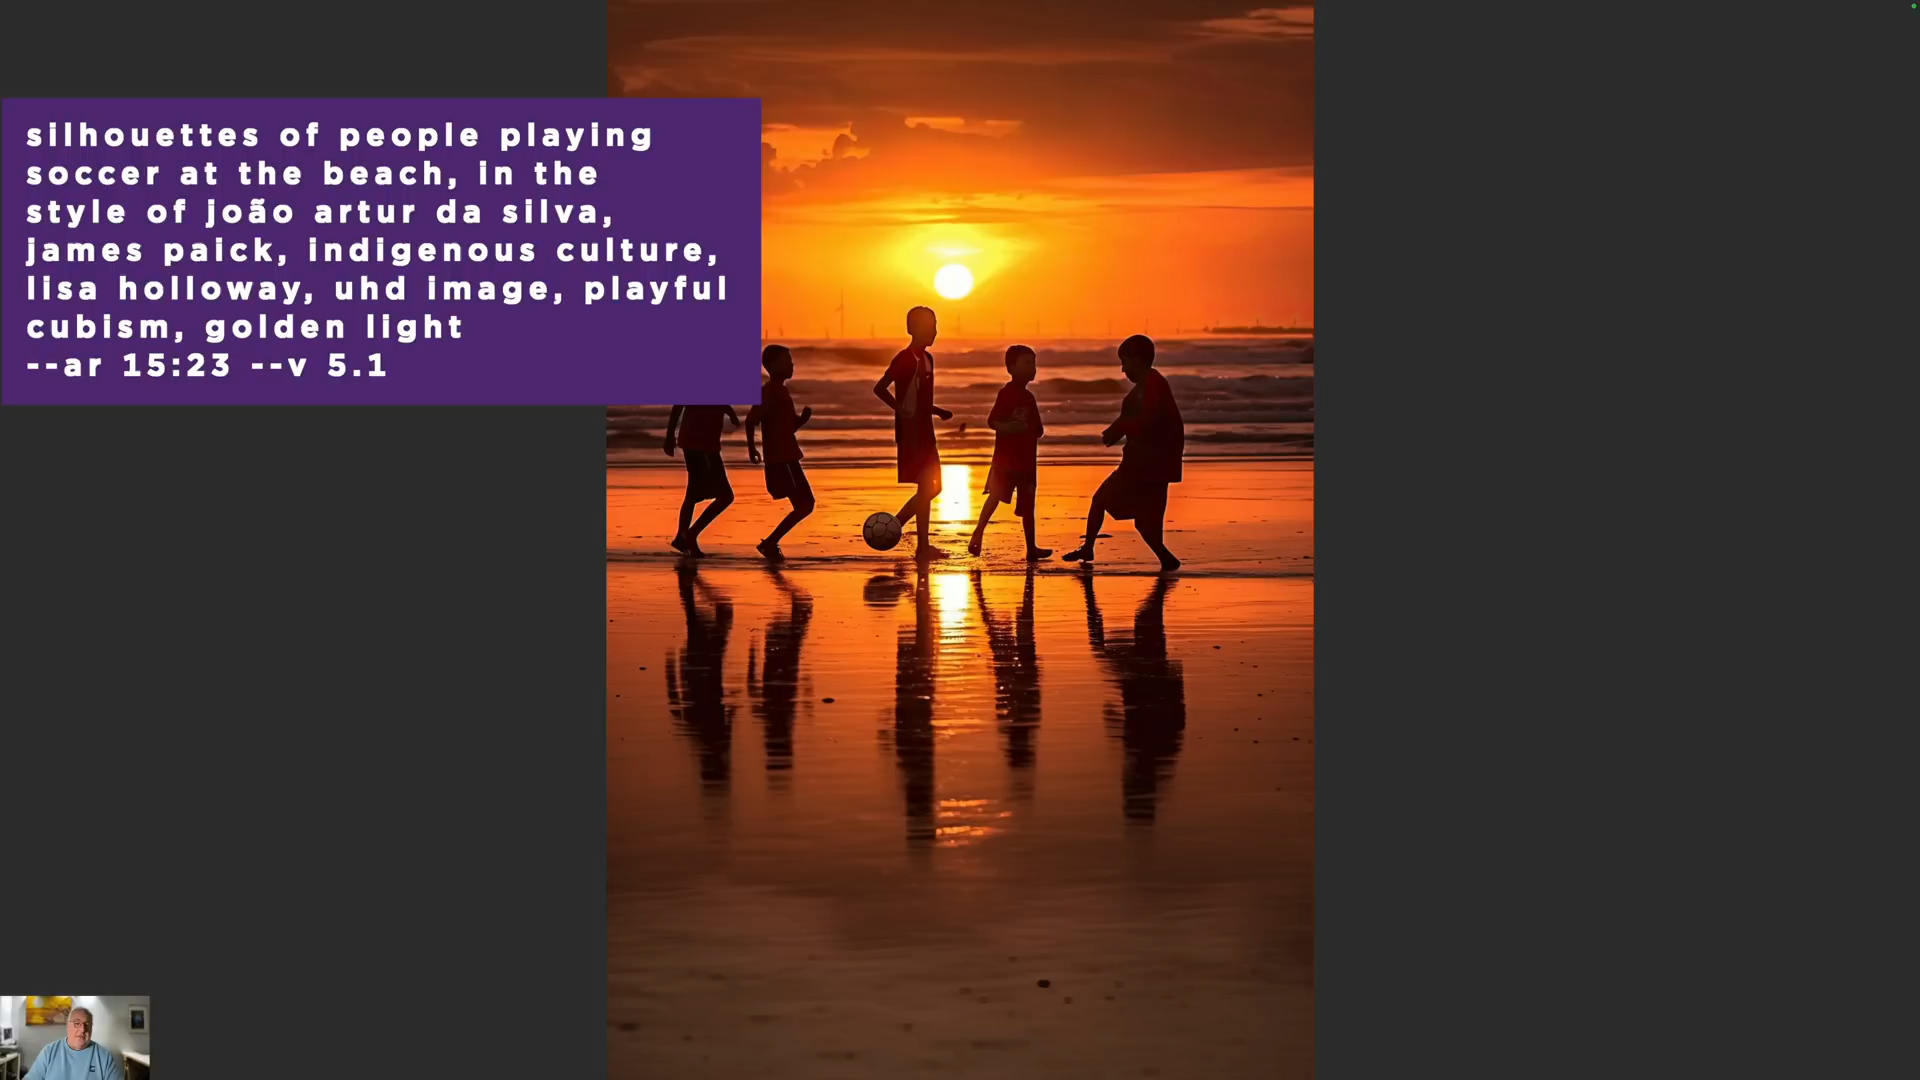 silhouettes of people playing
soccer at the beach, in the
style of joão artur da silva,
james paick, indigenous culture,
lisa holloway, uhd image, playful
cubism, golden light
--ar 15:23 --v 5.1